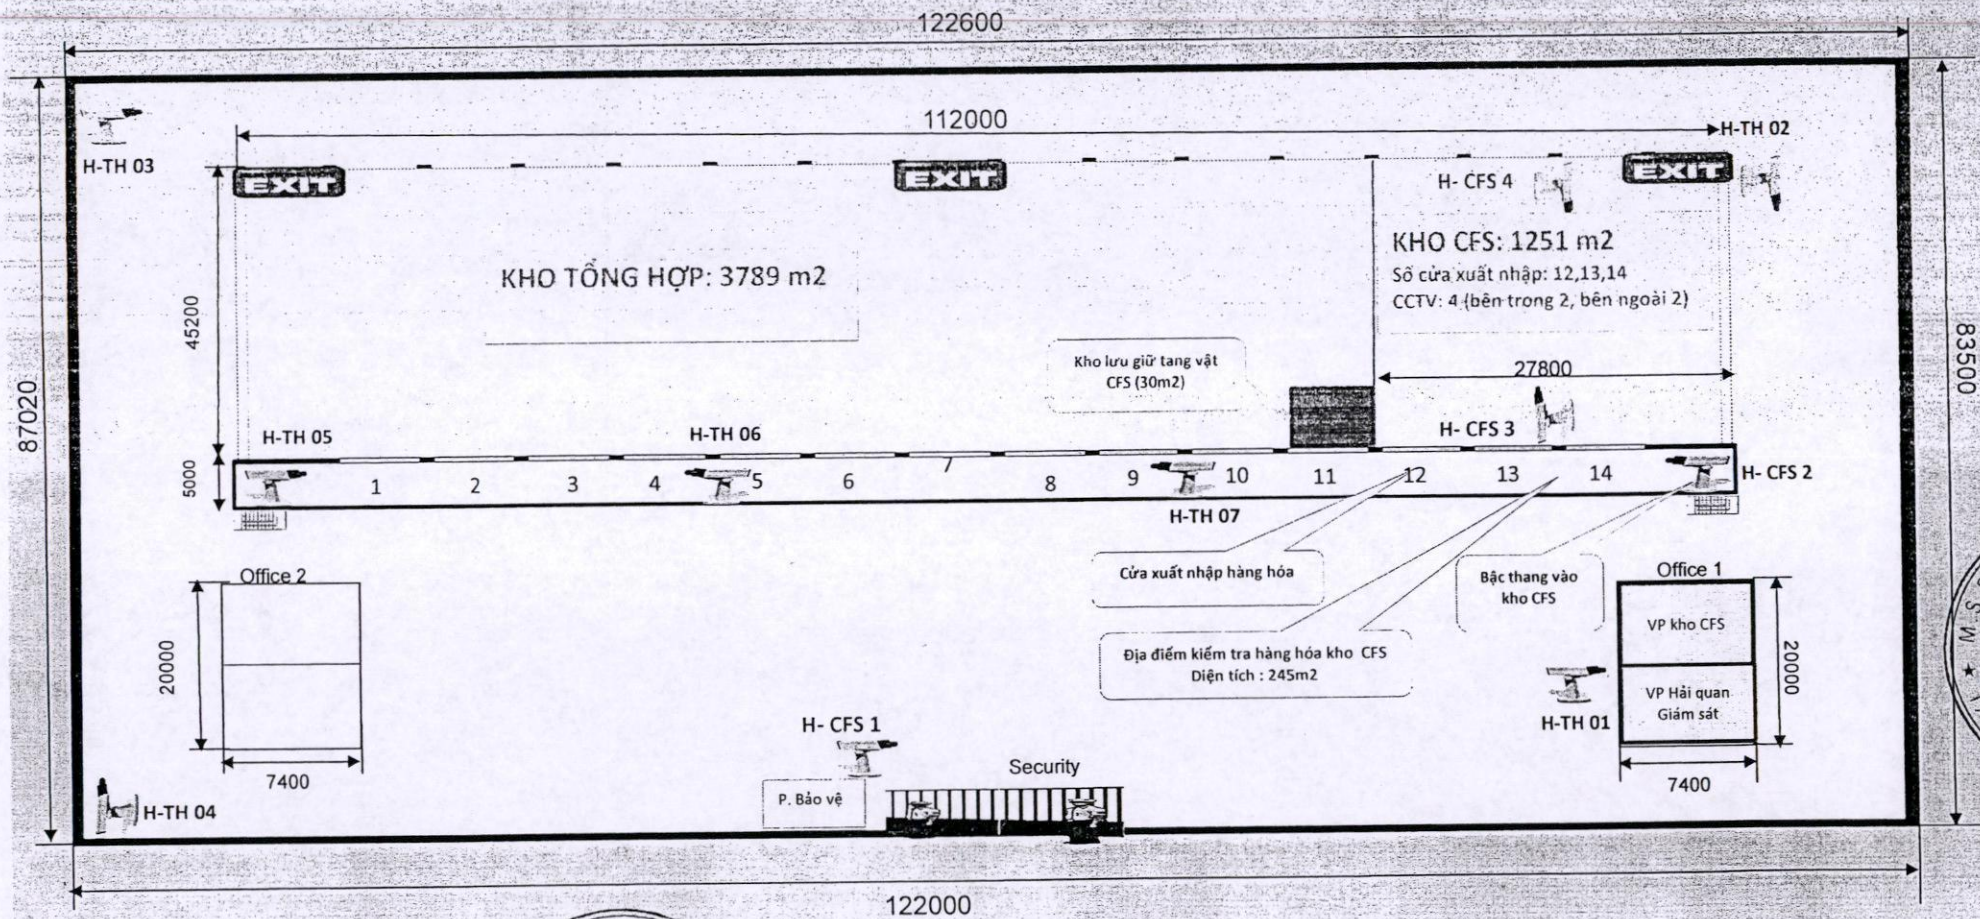 122600
112000
H-TH 02
H-TH 03
EXIT
EXIT
EXIT
H- CFS 4
KHO CFS: 1251 m2
Số cửa xuất nhập: 12,13,14
CCTV: 4 (bên trong 2, bên ngoài 2)
KHO TỔNG HỢP: 3789 m2
45200
87020
83500
Kho lưu giữ tang vật
CFS (30m2)
27800
H-TH 05
H-TH 06
H- CFS 3
5000
1 2 3 4 5 6 7 8 9 10 11 12 13 14
H- CFS 2
H-TH 07
Cửa xuất nhập hàng hóa
Bậc thang vào
kho CFS
Office 2
Office 1
VP kho CFS
20000
20000
Địa điểm kiểm tra hàng hóa kho CFS
Diện tích : 245m2
VP Hải quan
Giám sát
H-TH 01
H- CFS 1
Security
7400
7400
P. Bảo vệ
H-TH 04
122000